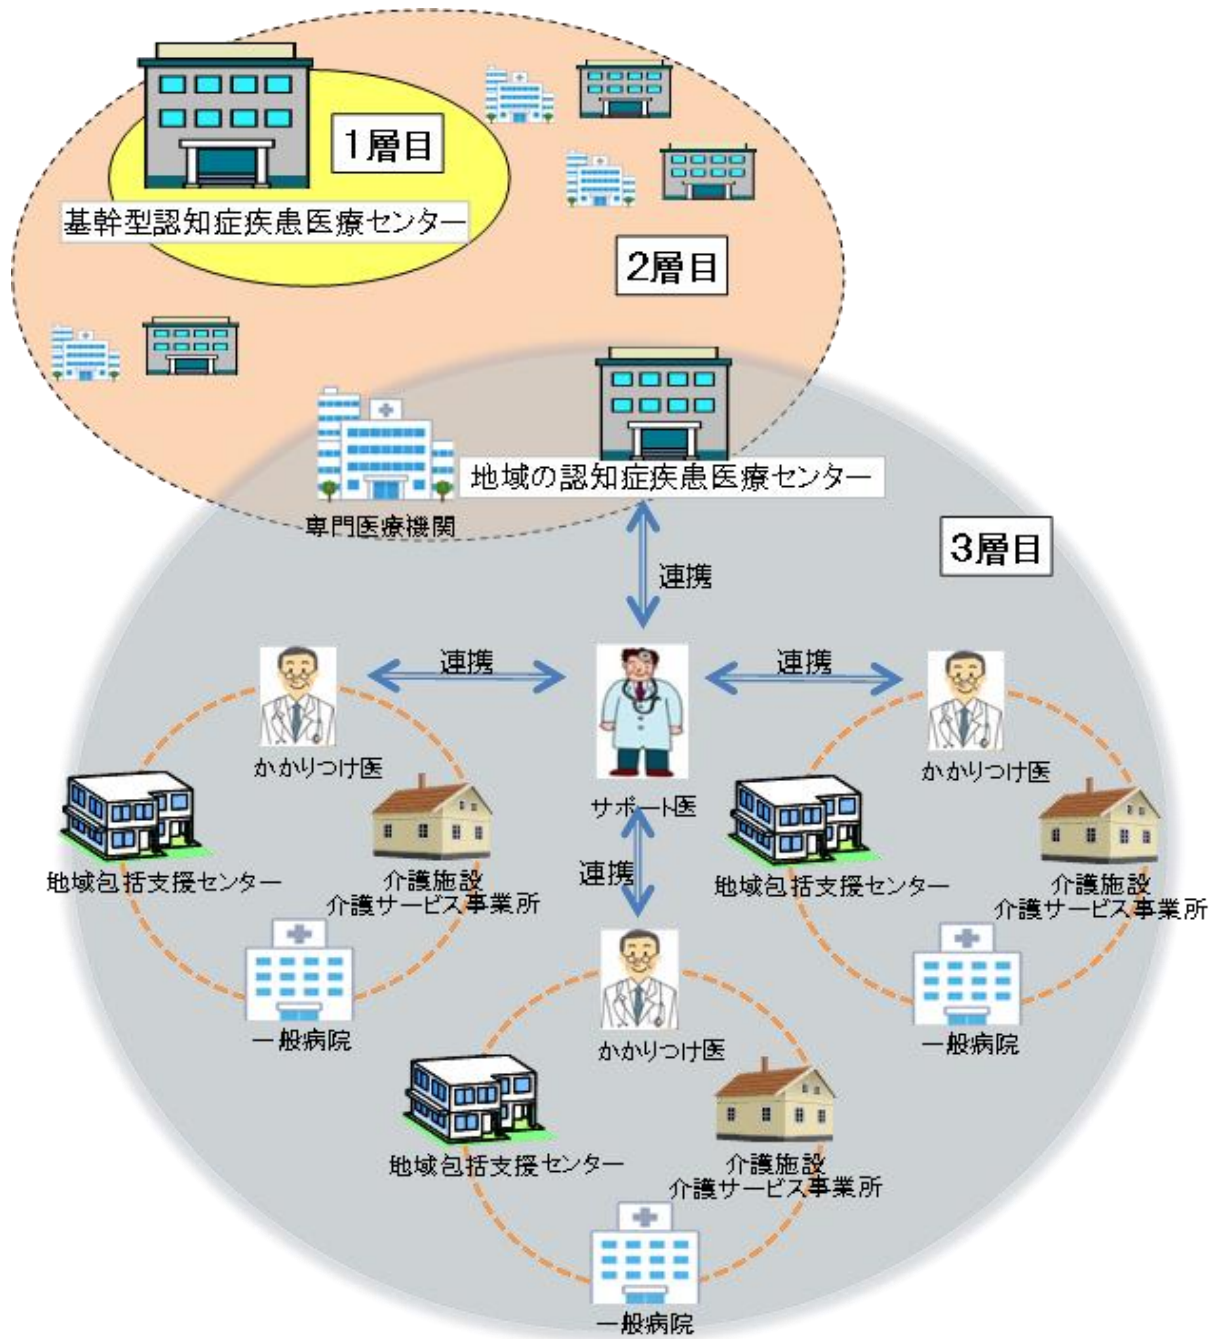 1層目
基幹型認知症疾患医療センター
2層目
地域の認知症疾患医療センター
専門医療機関
3層目
連携
連携
連携
かかりつけ医
かかりつけ医
サポート医
地域包括支援センター
介護施設
介護サービス事業所
連携
地域包括支援センター
介護施設
介護サービス事業所
一般病院
一般病院
かかりつけ医
地域包括支援センター
介護施設
介護サービス事業所
一般病院